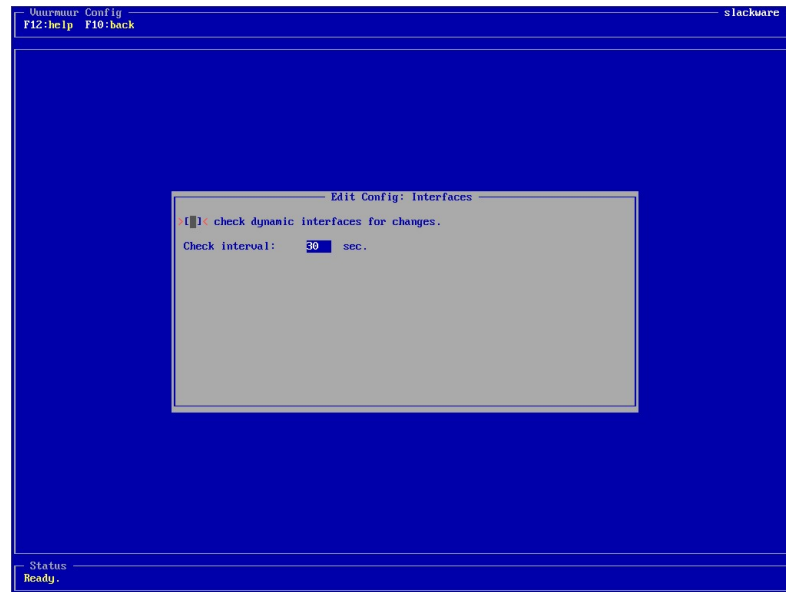 Vuurmuur Config slackware
F12:help F10:back
Edit Config: Interfaces
>[ ]< check dynamic interfaces for changes.
Check interval: 30 sec.
Status
Ready.